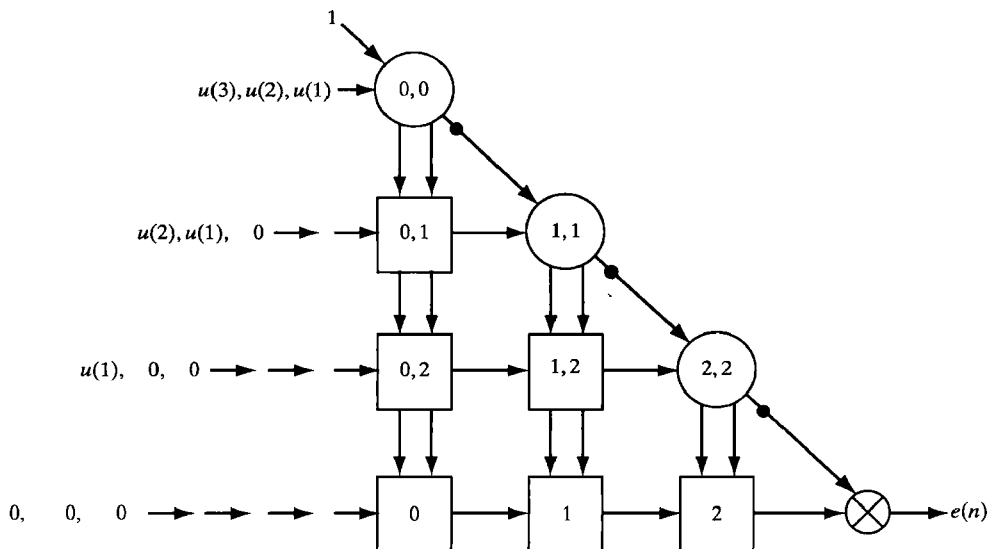 1
u(3), u(2), u(1)
0, 0
u(2), u(1), 0
0, 1
1, 1
u(1), 0, 0
0, 2
1, 2
2, 2
0, 0, 0
0
1
2
e(n)